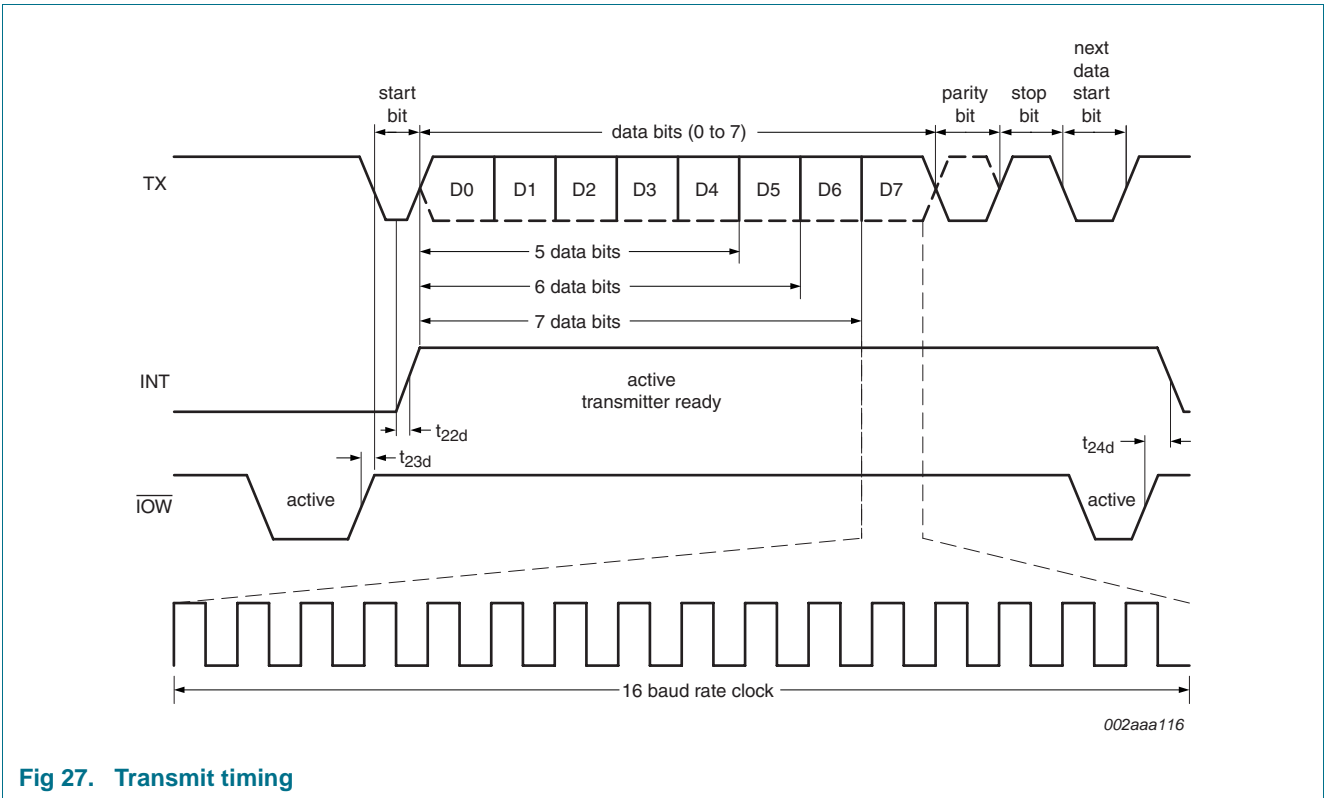 next
data
start
bit
start
bit
parity
bit
stop
bit
data bits (0 to 7)
TX
D0 D1 D2 D3 D4 D5 D6 D7
5 data bits
6 data bits
7 data bits
INT
active
transmitter ready
t22d
t24d
t23d
IOW
active
active
16 baud rate clock
002aaa116
Fig 27. Transmit timing